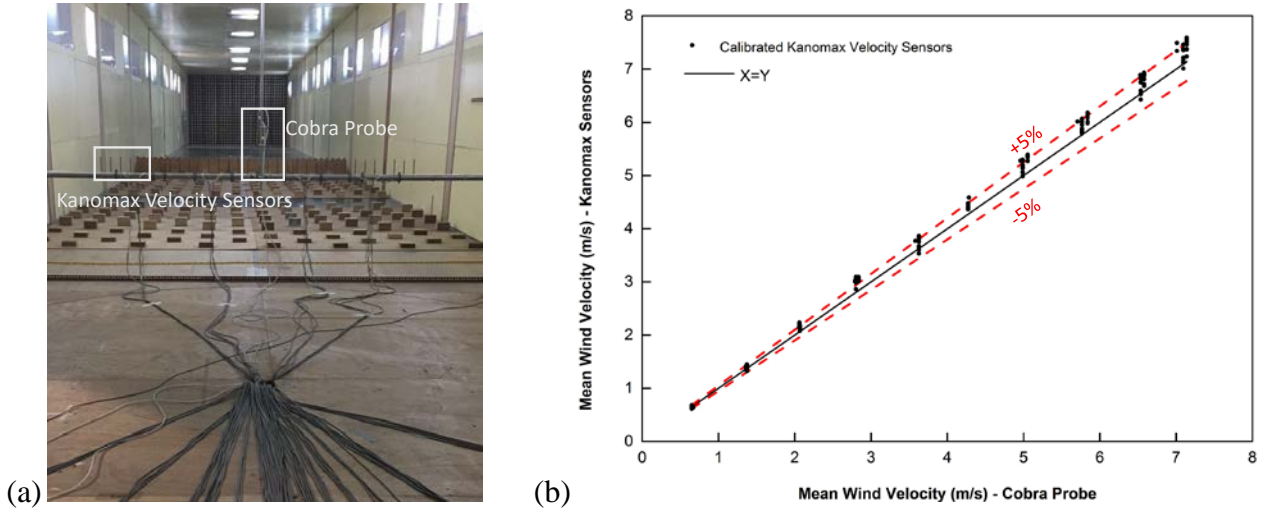 Cobra Probe
Kanomax Velocity Sensors
(a)
8
7
6
5
4
3
2
1
0
Mean Wind Velocity (m/s) - Kanomax Sensors
Calibrated Kanomax Velocity Sensors
X=Y
+5%
-5%
0 1 2 3 4 5 6 7 8
Mean Wind Velocity (m/s) - Cobra Probe
(b)